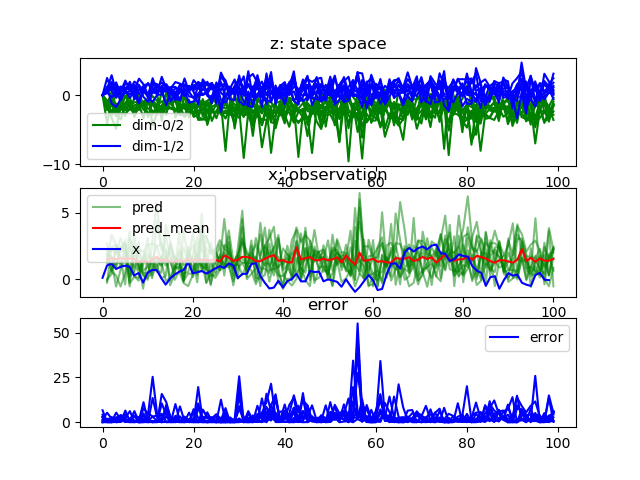 z: state space
0
−10
dim-0/2
dim-1/2
0 20 40 60 80 100
x: observation
5
0
pred
pred_mean
x
0 20 40 60 80 100
error
50
25
0
error
0 20 40 60 80 100